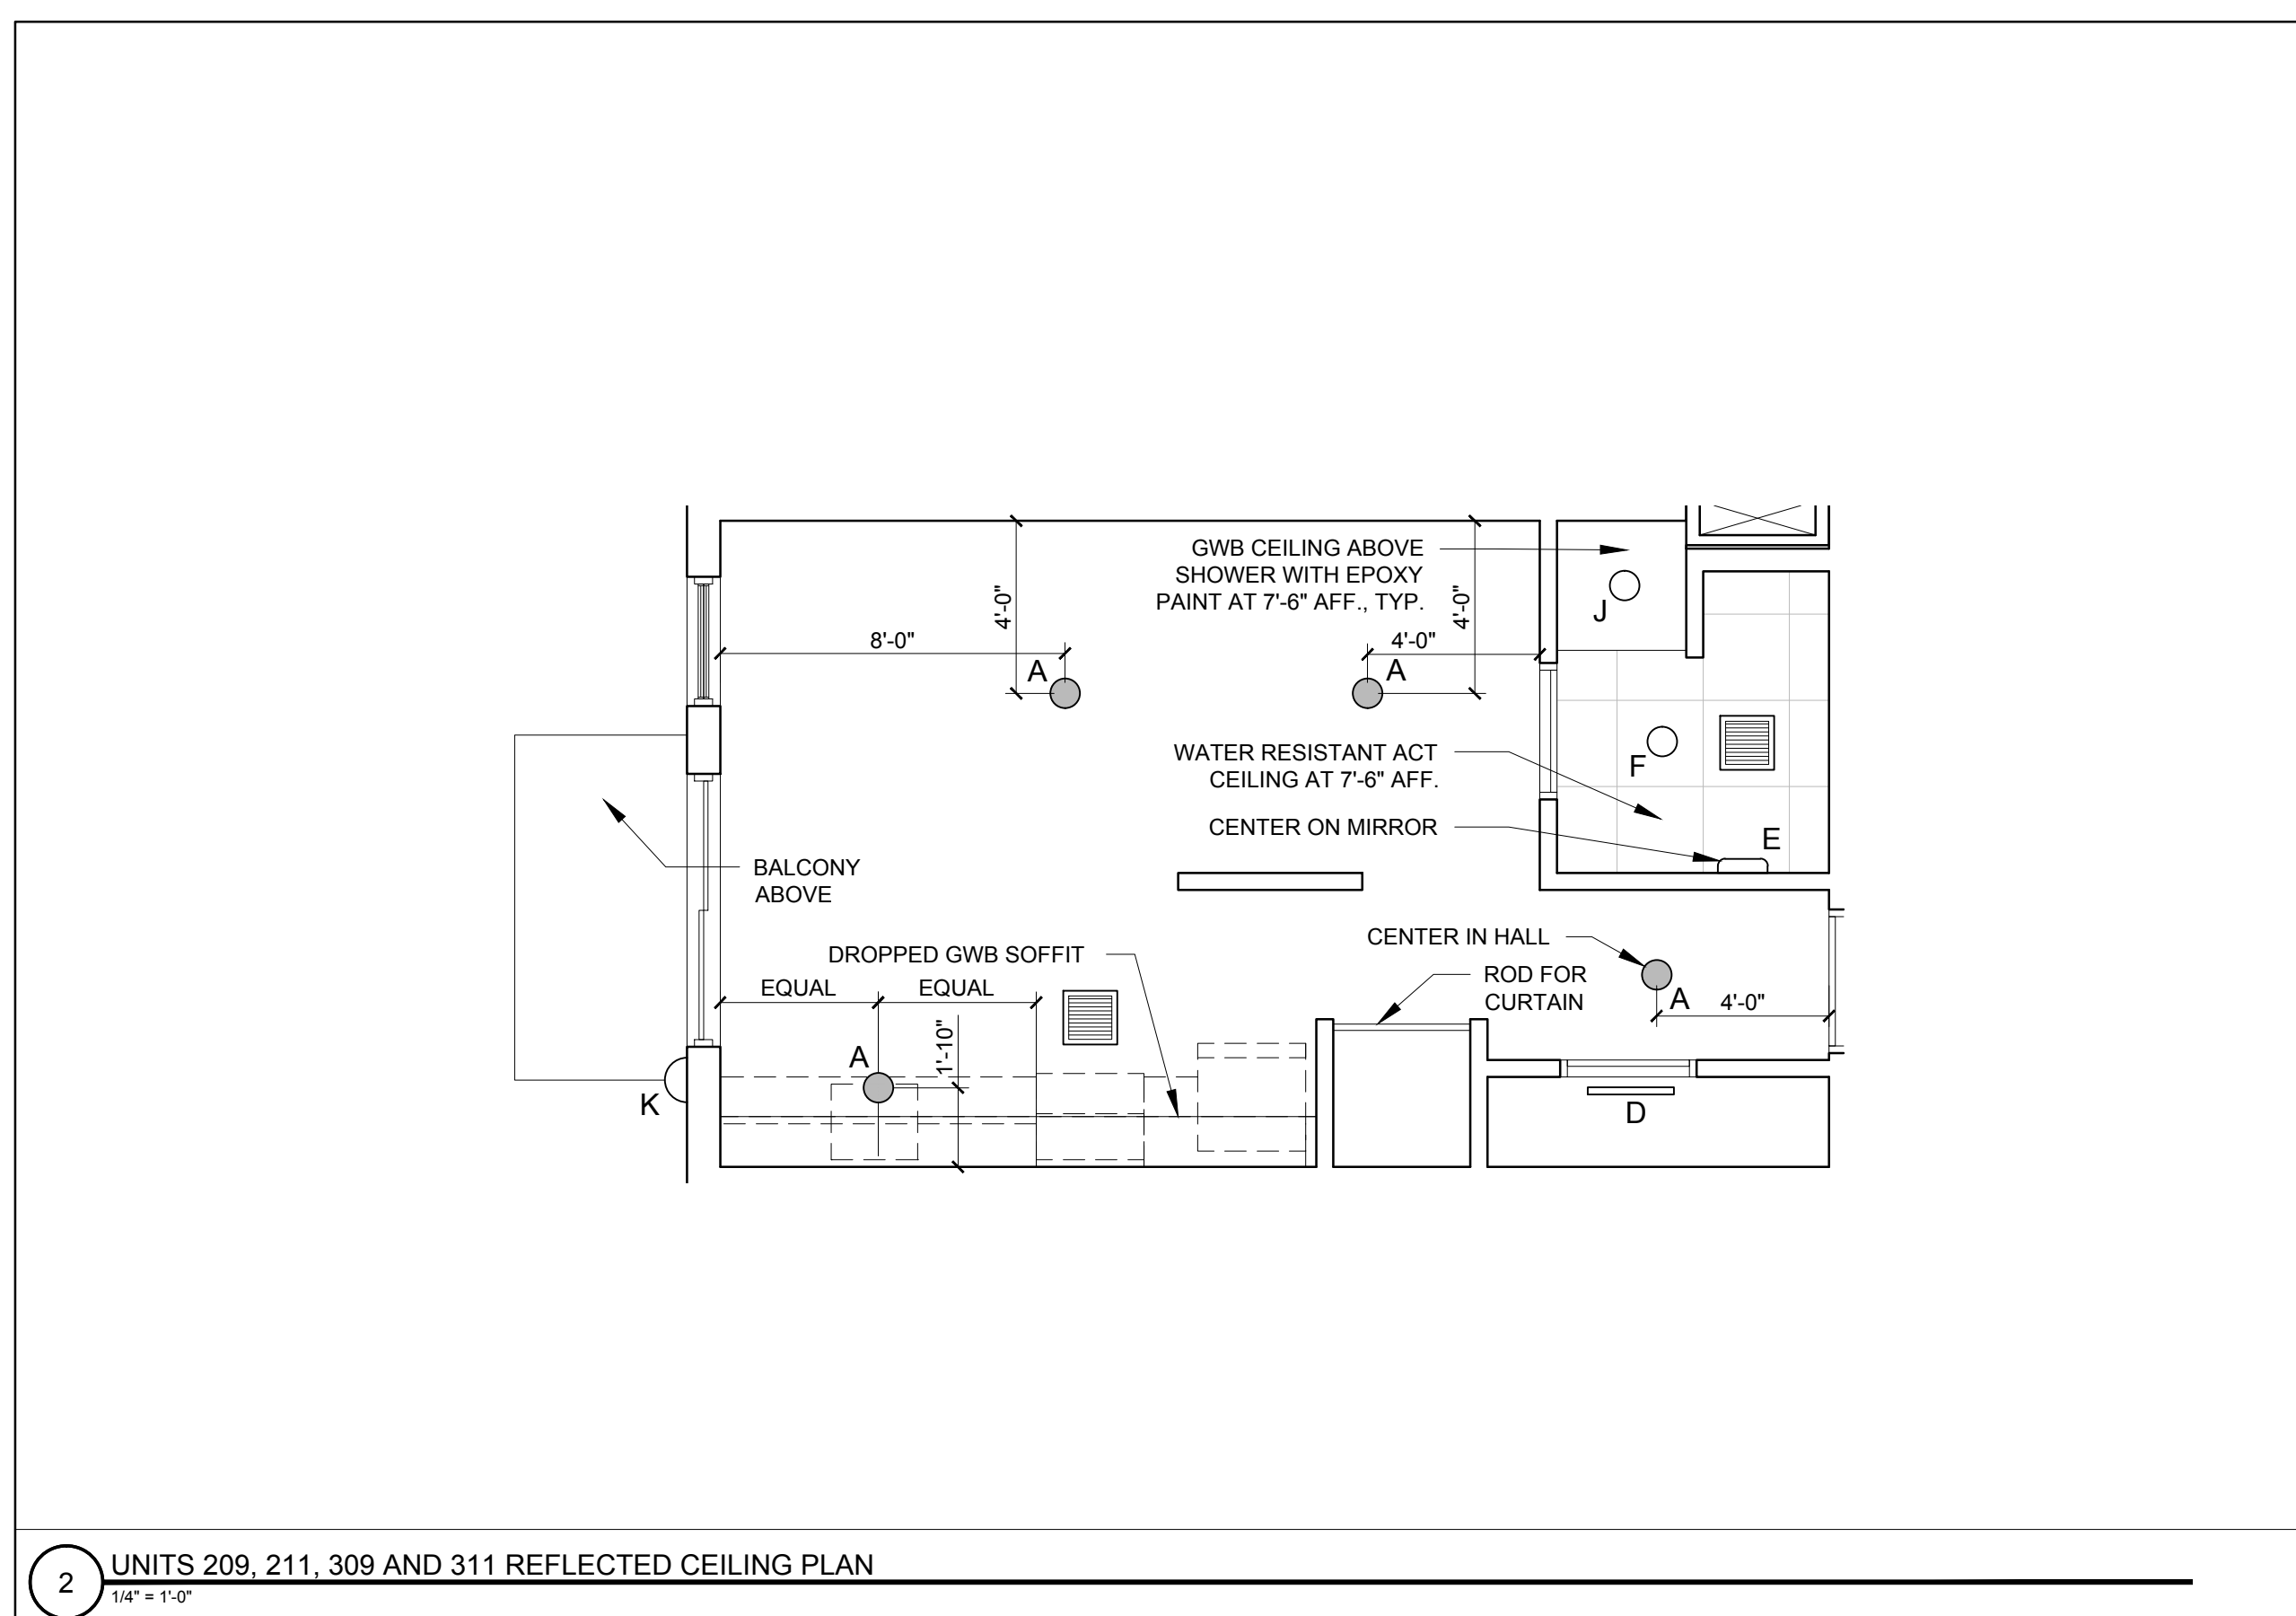 GWB CEILING ABOVE
SHOWER WITH EPOXY
PAINT AT 7'-6" AFF., TYP.
4'-0"
4'-0"
J
8'-0"
4'-0"
A
A
WATER RESISTANT ACT
CEILING AT 7'-6" AFF.
F
CENTER ON MIRROR
E
BALCONY
ABOVE
DROPPED GWB SOFFIT
CENTER IN HALL
EQUAL
EQUAL
ROD FOR
CURTAIN
A
4'-0"
1'-10"
A
K
D
2
UNITS 209, 211, 309 AND 311 REFLECTED CEILING PLAN
1/4" = 1'-0"